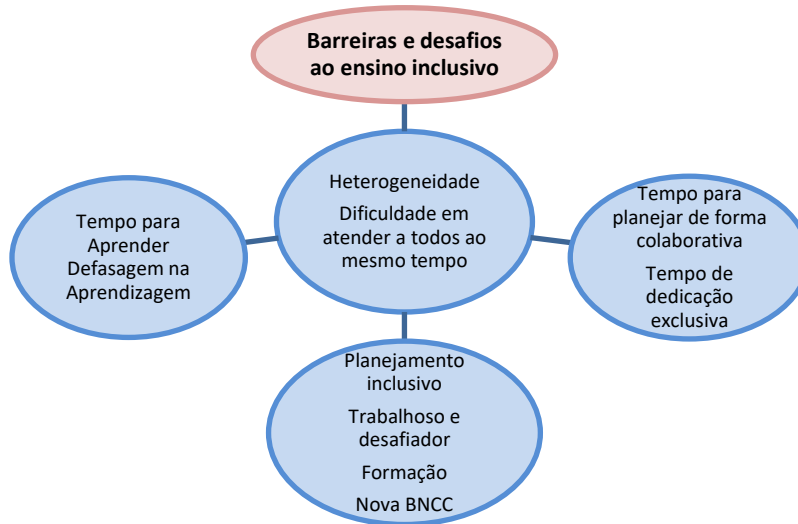 Barreiras e desafios
ao ensino inclusivo
Heterogeneidade
Dificuldade em
atender a todos ao
mesmo tempo
Tempo para
Aprender
Defasagem na
Aprendizagem
Tempo para
planejar de forma
colaborativa
Tempo de
dedicação
exclusiva
Planejamento
inclusivo
Trabalhoso e
desafiador
Formação
Nova BNCC